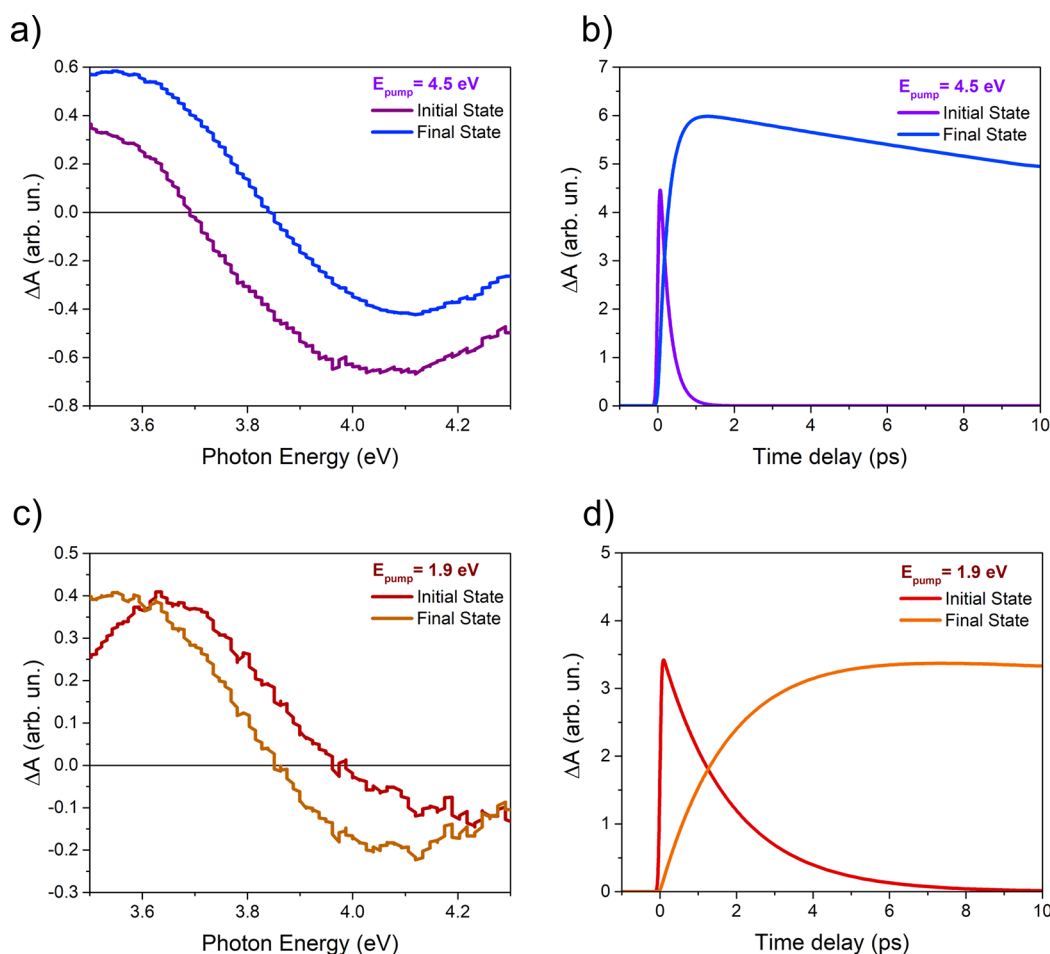 a)
E_pump = 4.5 eV
Initial State
Final State
0.6
0.4
0.2
0.0
-0.2
-0.4
-0.6
-0.8
ΔA (arb. un.)
3.6
3.8
4.0
4.2
Photon Energy (eV)
b)
E_pump = 4.5 eV
Initial State
Final State
7
6
5
4
3
2
1
0
ΔA (arb. un.)
0
2
4
6
8
10
Time delay (ps)
c)
E_pump = 1.9 eV
Initial State
Final State
0.5
0.4
0.3
0.2
0.1
0.0
-0.1
-0.2
-0.3
ΔA (arb. un.)
3.6
3.8
4.0
4.2
Photon Energy (eV)
d)
E_pump = 1.9 eV
Initial State
Final State
5
4
3
2
1
0
ΔA (arb. un.)
0
2
4
6
8
10
Time delay (ps)